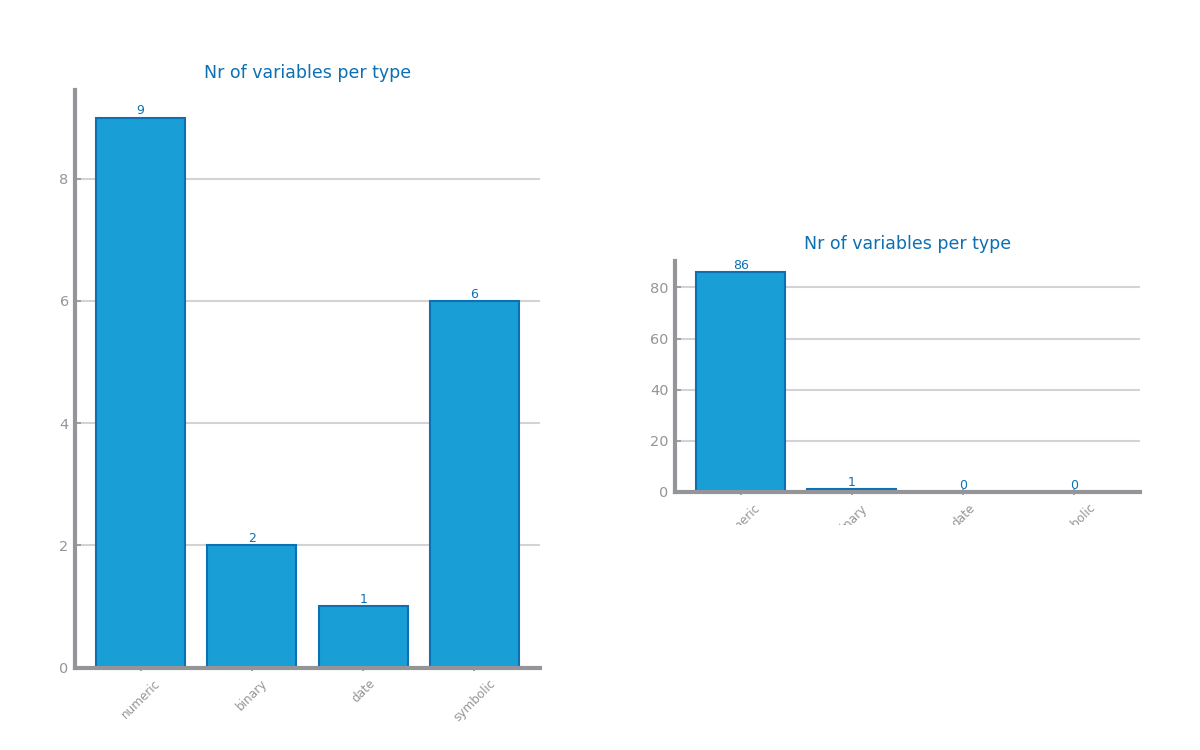 Nr of variables per type
9
8
6
6
4
2
2
1
0
numeric
binary
date
symbolic
Nr of variables per type
86
80
60
40
20
1
0
0
0
date